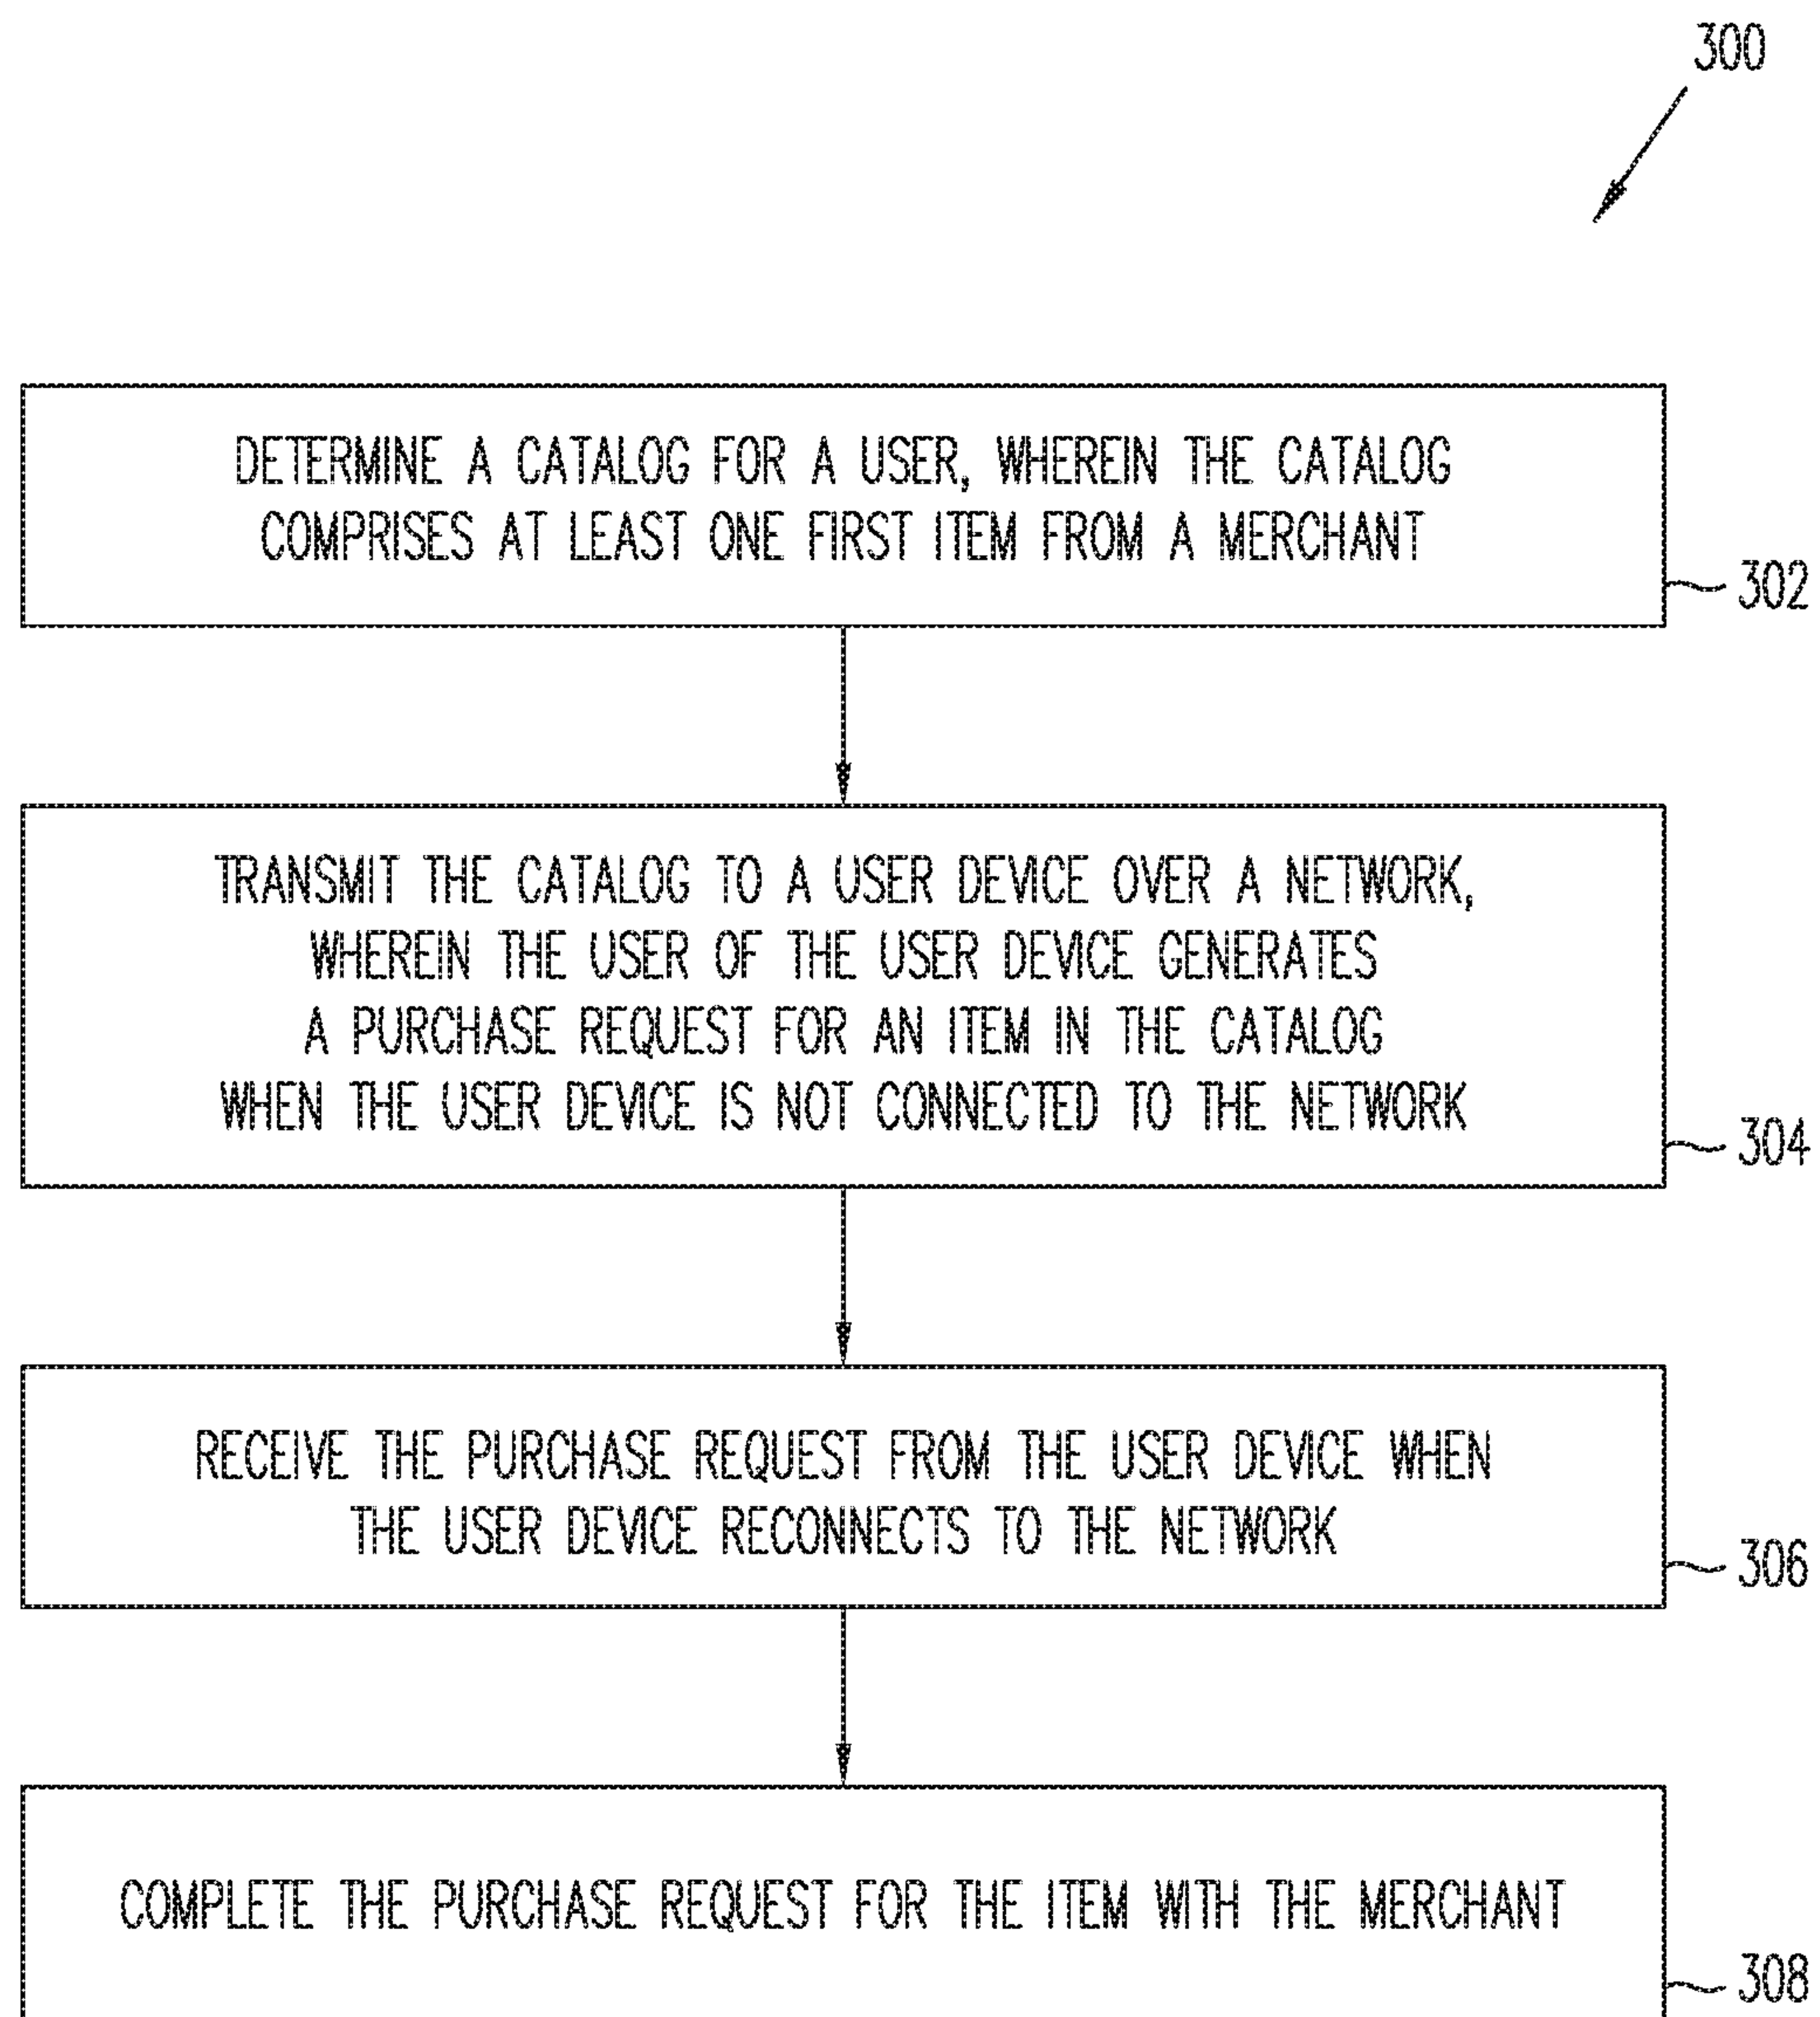 300
DETERMINE A CATALOG FOR A USER, WHEREIN THE CATALOG
COMPRISES AT LEAST ONE FIRST ITEM FROM A MERCHANT
302
TRANSMIT THE CATALOG TO A USER DEVICE OVER A NETWORK,
WHEREIN THE USER OF THE USER DEVICE GENERATES
A PURCHASE REQUEST FOR AN ITEM IN THE CATALOG
WHEN THE USER DEVICE IS NOT CONNECTED TO THE NETWORK
304
RECEIVE THE PURCHASE REQUEST FROM THE USER DEVICE WHEN
THE USER DEVICE RECONNECTS TO THE NETWORK
306
COMPLETE THE PURCHASE REQUEST FOR THE ITEM WITH THE MERCHANT
308